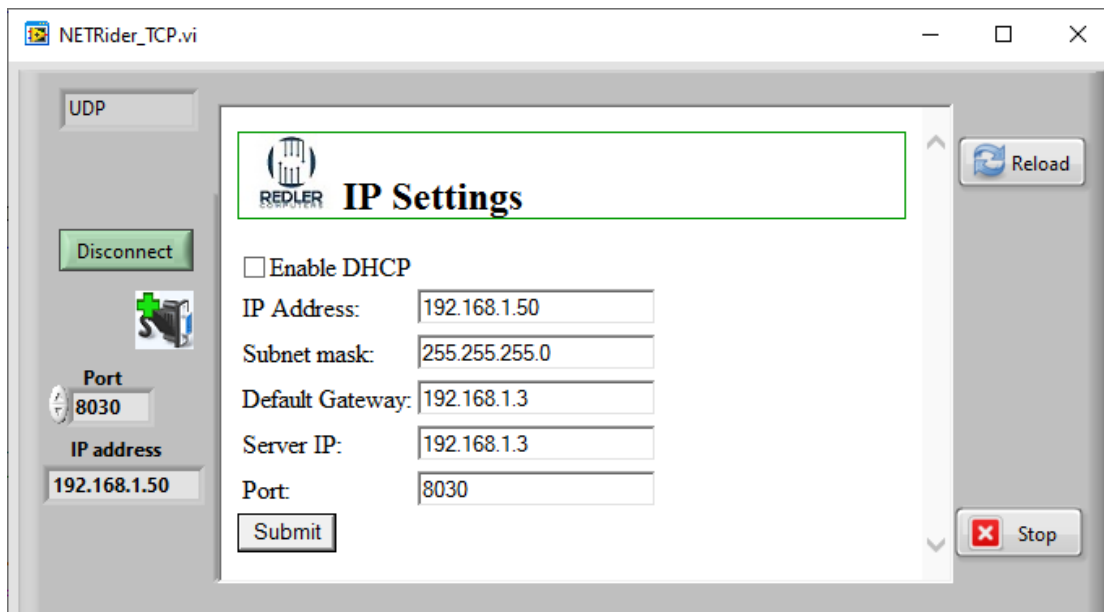 NETRider_TCP.vi
UDP
REDLER
COMPUTERS
IP Settings
Reload
Disconnect
Enable DHCP
IP Address: 192.168.1.50
Subnet mask: 255.255.255.0
Port
8030
Default Gateway: 192.168.1.3
IP address
192.168.1.50
Server IP: 192.168.1.3
Port: 8030
Submit
Stop